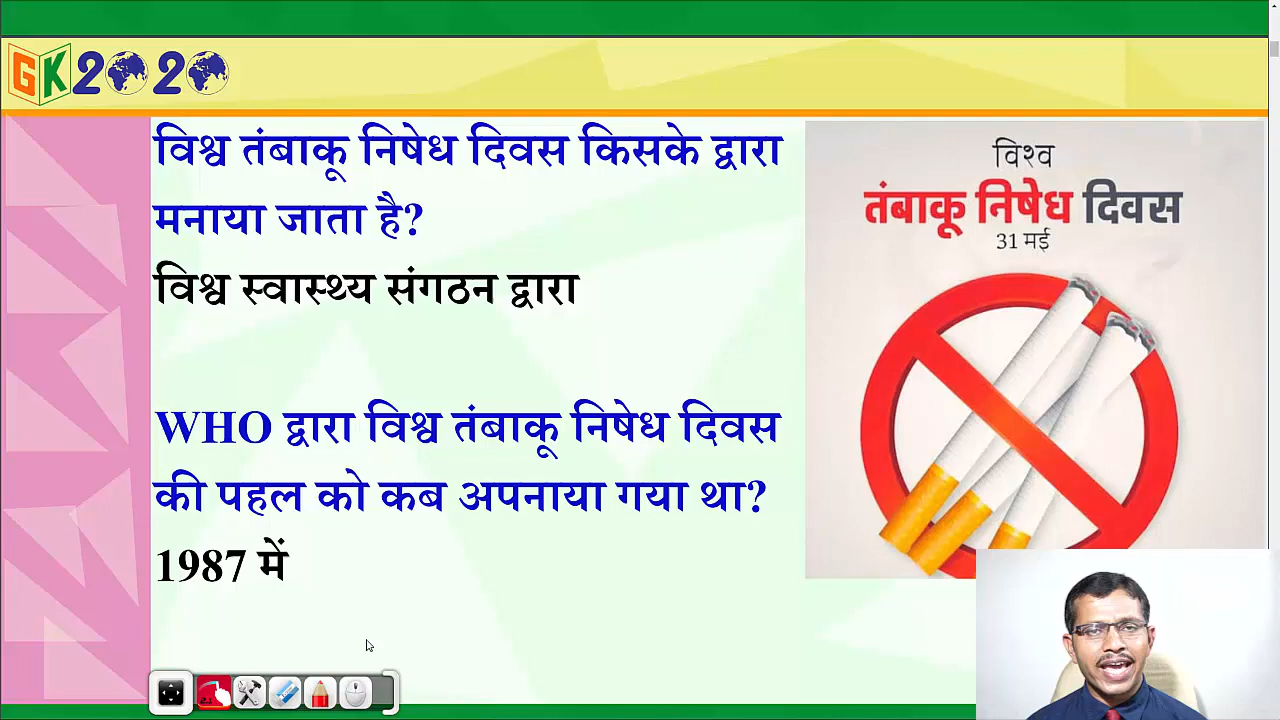 GK2020
विश्व तंबाकू निषेध दिवस किसके द्वारा
मनाया जाता है?
विश्व स्वास्थ्य संगठन द्वारा
WHO द्वारा विश्व तंबाकू निषेध दिवस
की पहल को कब अपनाया गया था?
1987 में
विश्व
तंबाकू निषेध दिवस
31 मई